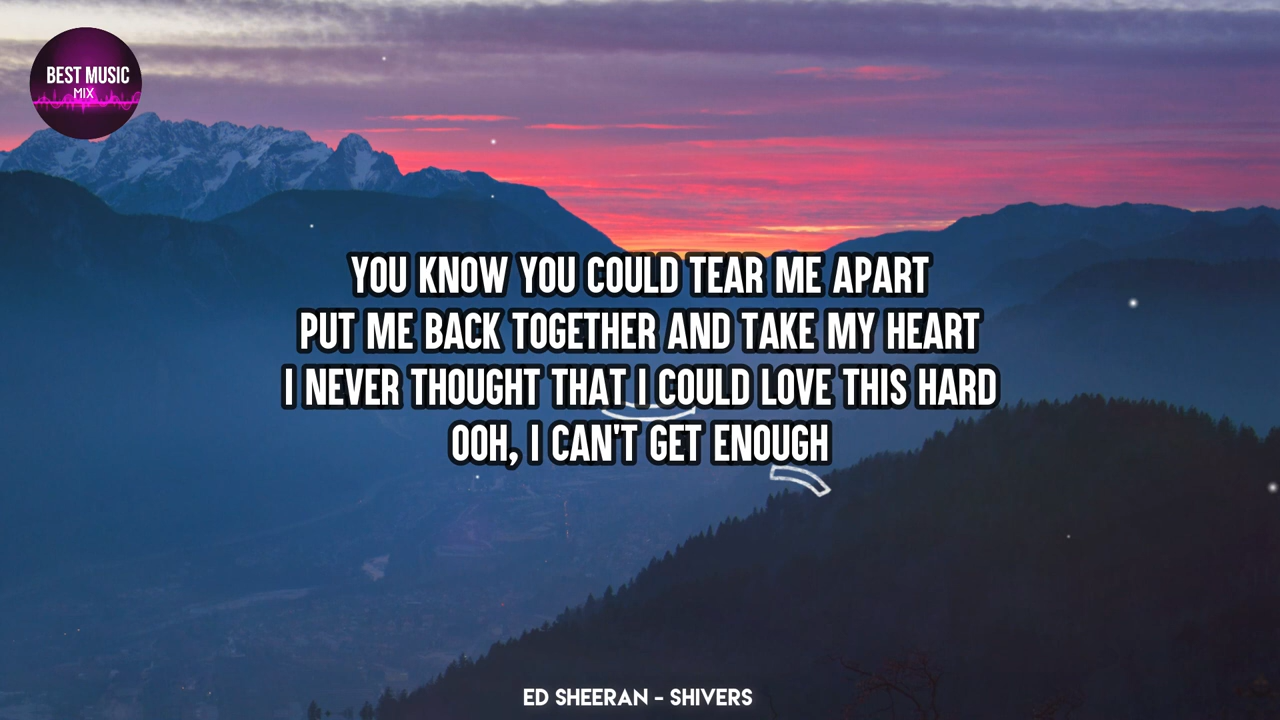 BEST MUSIC
MIX
YOU KNOW YOU COULD TEAR ME APART
PUT ME BACK TOGETHER AND TAKE MY HEART
I NEVER THOUGHT THAT I COULD LOVE THIS HARD
OOH, I CAN'T GET ENOUGH
ED SHEERAN - SHIVERS